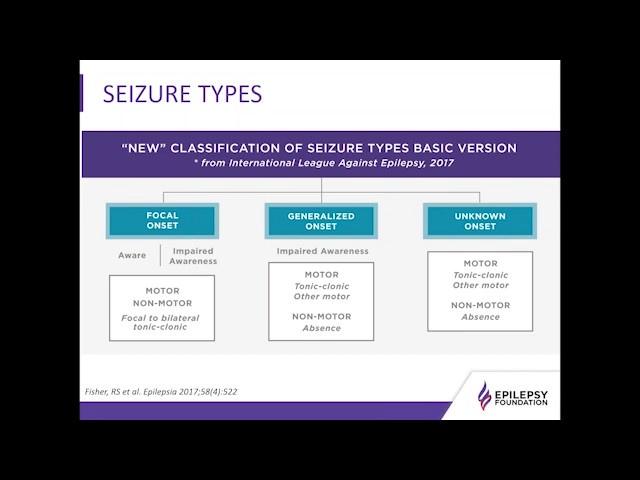 SEIZURE TYPES
“NEW” CLASSIFICATION OF SEIZURE TYPES BASIC VERSION
* from International League Against Epilepsy, 2017
FOCAL
ONSET
Aware
Impaired
Awareness
MOTOR
NON-MOTOR
Focal to bilateral
tonic-clonic
GENERALIZED
ONSET
Impaired Awareness
MOTOR
Tonic-clonic
Other motor
NON-MOTOR
Absence
UNKNOWN
ONSET
MOTOR
Tonic-clonic
Other motor
NON-MOTOR
Absence
Fisher, RS et al. Epilepsia 2017;58(4):522
EPILEPSY
FOUNDATION